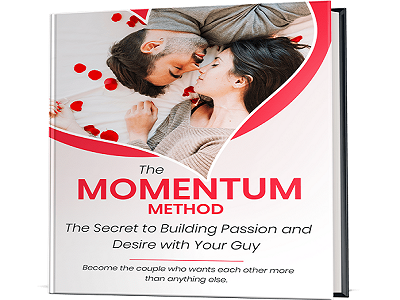 The
MOMENTUM
METHOD
The Secret to Building Passion and
Desire with Your Guy
Become the couple who wants each other more
than anything else.